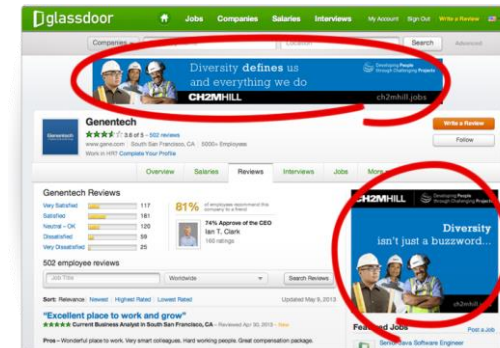 glassdoor
Jobs Companies Salaries Interviews My Account Sign Out Write a Review
Companies Location Search Advanced
Diversity defines us
and everything we do
Developing People
through Challenging Projects
CH2MHILL ch2mhill.jobs
Genentech
Genentech
3.6 of 5 – 502 reviews
www.gene.com South San Francisco, CA 5000+ Employees
Work in HR? Complete Your Profile
Write a Review
Follow
Overview Salaries Reviews Interviews Jobs More
Genentech Reviews
Very Satisfied 117
Satisfied 181
Neutral - OK 120
Dissatisfied 59
Very Dissatisfied 25
81% of employees recommend this
company to a friend
74% Approve of the CEO
Ian T. Clark
160 ratings
CH2MHILL Developing People
through Challenging Projects
Diversity
isn't just a buzzword...
ch2mhill.jobs
502 employee reviews
Job Title Worldwide Search Reviews
Sort: Relevance Newest Highest Rated Lowest Rated Updated May 9, 2013
"Excellent place to work and grow"
Current Business Analyst in South San Francisco, CA – Reviewed Apr 30, 2013 – New
Pros – Wonderful place to work. Very smart colleagues. Hard working people. Great compensation package.
Featured Jobs Post a Job
Senior Java Software Engineer